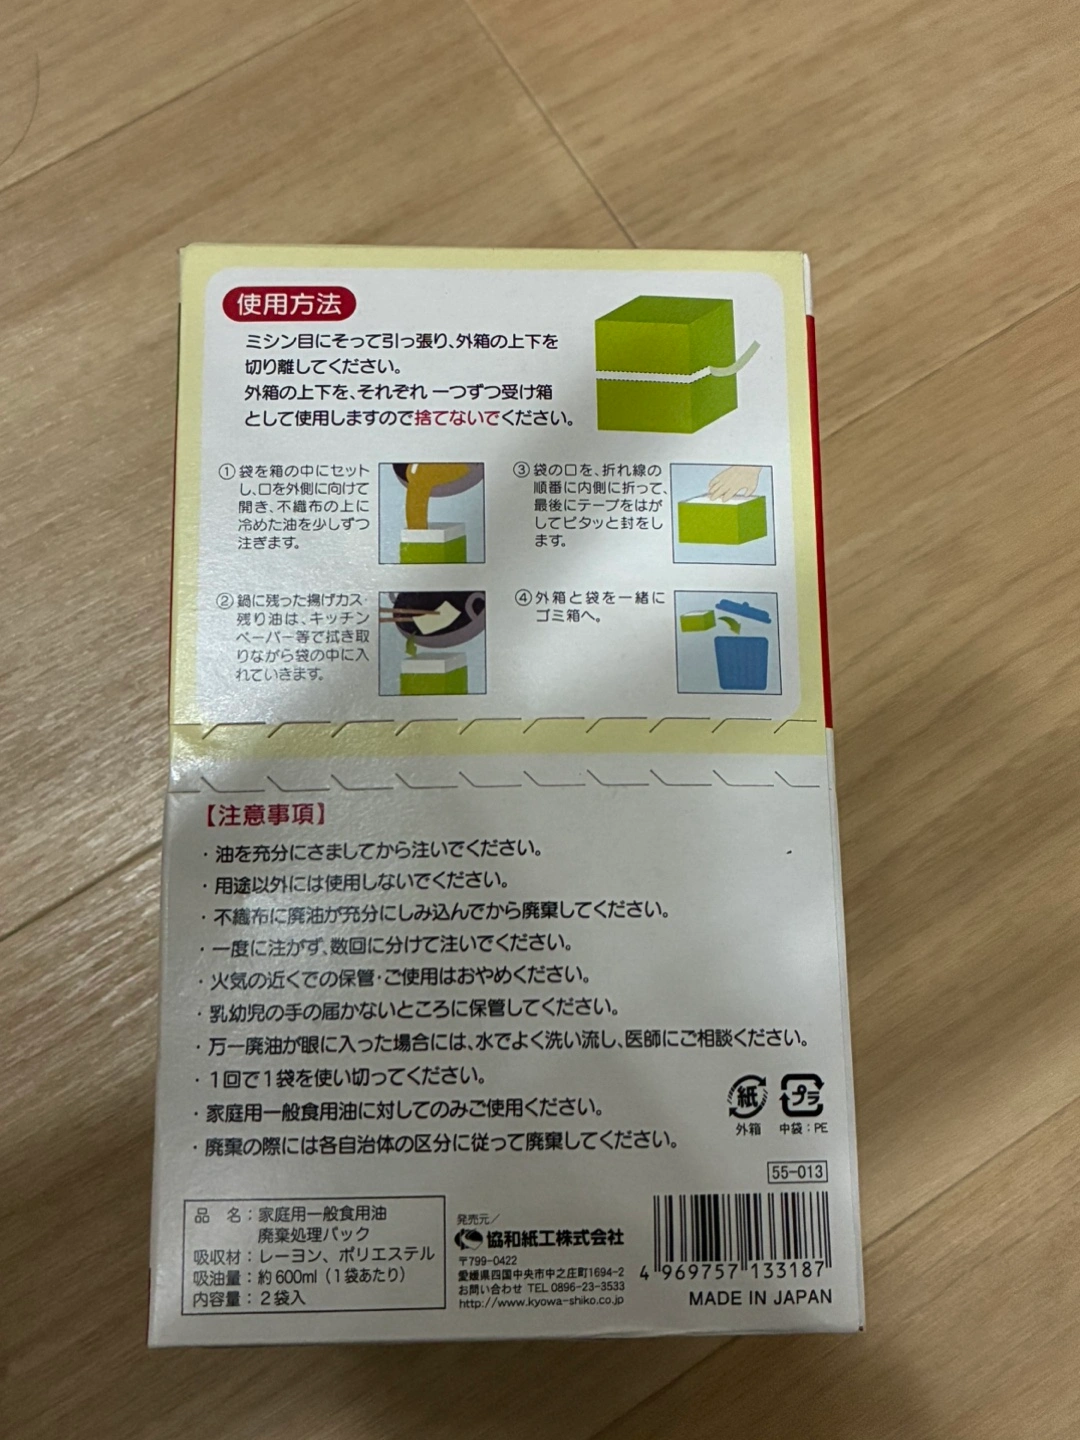 使用方法
ミシン目にそって引っ張り、外箱の上下を
切り離してください。
外箱の上下を、それぞれ一つずつ受け箱
として使用しますので捨てないでください。
①袋を箱の中にセット
し、口を外側に向けて
開き、不織布の上に
冷めた油を少しずつ
注ぎます。
②鍋に残った揚げカス・
残り油は、キッチン
ペーパー等で拭き取
りながら袋の中に入
れていきます。
③袋の口を、折れ線の
順番に内側に折って、
最後にテープをはが
してピタッと封をし
ます。
④外箱と袋を一緒に
ゴミ箱へ。
【注意事項】
・油を充分にさましてから注いでください。
・用途以外には使用しないでください。
・不織布に廃油が充分にしみ込んでから廃棄してください。
・一度に注がず、数回に分けて注いでください。
・火気の近くでの保管・ご使用はおやめください。
・乳幼児の手の届かないところに保管してください。
・万一廃油が眼に入った場合には、水でよく洗い流し、医師にご相談ください。
・1回で1袋を使い切ってください。
・家庭用一般食用油に対してのみご使用ください。
・廃棄の際には各自治体の区分に従って廃棄してください。
紙
外箱
プラ
中袋：PE
55-013
品　名：家庭用一般食用油
廃棄処理パック
吸収材：レーヨン、ポリエステル
吸油量：約600ml（1袋あたり）
内容量：2袋入
発売元／
協和紙工株式会社
〒799-0422
愛媛県四国中央市中之庄町1694-2
お問い合わせ TEL 0896-23-3533
http://www.kyowa-shiko.co.jp
4 969757 133187
MADE IN JAPAN